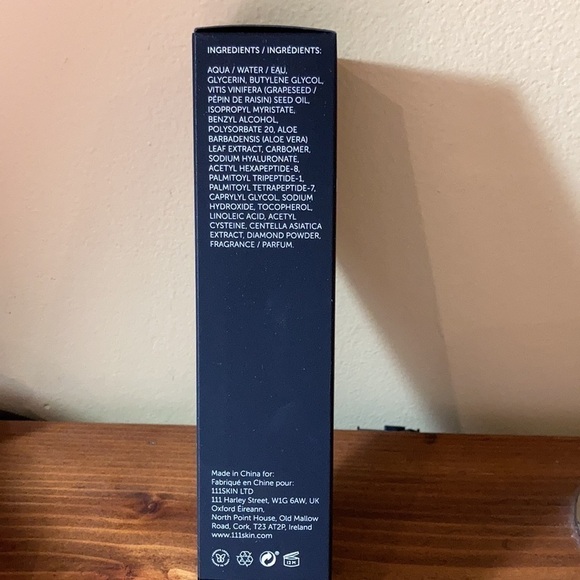 INGREDIENTS / INGRÉDIENTS:
AQUA / WATER / EAU,
GLYCERIN, BUTYLENE GLYCOL,
VITIS VINIFERA (GRAPESEED /
PÉPIN DE RAISIN) SEED OIL,
ISOPROPYL MYRISTATE,
BENZYL ALCOHOL,
POLYSORBATE 20, ALOE
BARBADENSIS (ALOE VERA)
LEAF EXTRACT, CARBOMER,
SODIUM HYALURONATE,
ACETYL HEXAPEPTIDE-8,
PALMITOYL TRIPEPTIDE-1,
PALMITOYL TETRAPEPTIDE-7,
CAPRYLYL GLYCOL, SODIUM
HYDROXIDE, TOCOPHEROL,
LINOLEIC ACID, ACETYL
CYSTEINE, CENTELLA ASIATICA
EXTRACT, DIAMOND POWDER,
FRAGRANCE / PARFUM.
Made in China for:
Fabriqué en Chine pour:
111SKIN LTD
111 Harley Street, W1G 6AW, UK
Oxford Éireann,
North Point House, Old Mallow
Road, Cork, T23 AT2P, Ireland
www.111skin.com
12 M